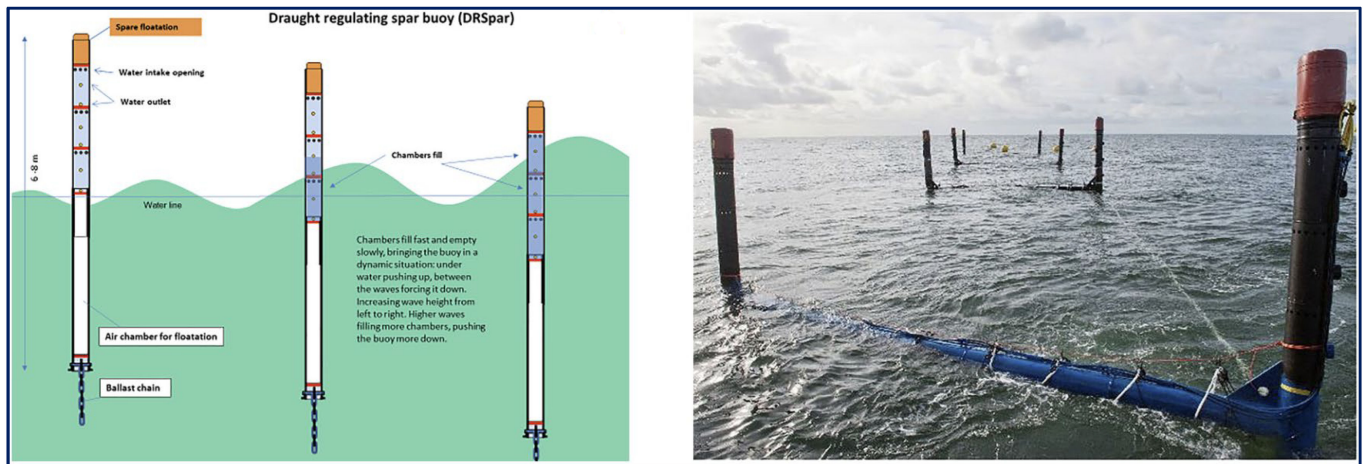 Draught regulating spar buoy (DRSpar)
Spare floatation
Water intake opening
Water outlet
6 -8 m
Chambers fill
Water line
Chambers fill fast and empty
slowly, bringing the buoy in a
dynamic situation: under
water pushing up, between
the waves forcing it down.
Increasing wave height from
left to right. Higher waves
filling more chambers, pushing
the buoy more down.
Air chamber for floatation
Ballast chain